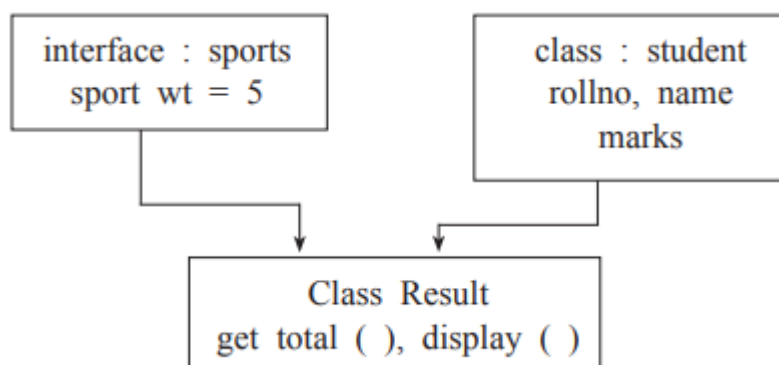 interface : sports
sport wt = 5
class : student
rollno, name
marks
Class Result
get total ( ), display ( )